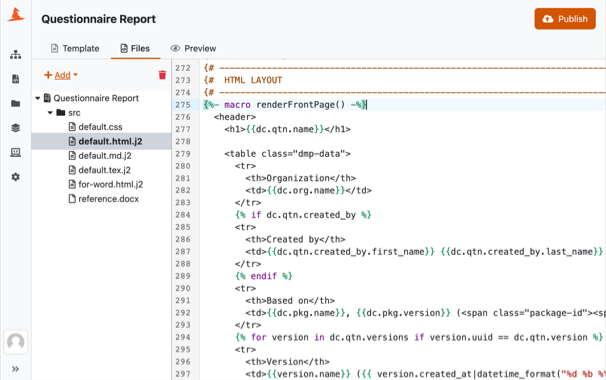 Questionnaire Report
Publish
Template
Files
Preview
Add
Questionnaire Report
src
default.css
default.html.j2
default.md.j2
default.tex.j2
for-word.html.j2
reference.docx
272 {# ------------------------------------------------------------
273 {#  HTML LAYOUT
274 {# ------------------------------------------------------------
275 {%- macro renderFrontPage() -%}
276   <header>
277     <h1>{{dc.qtn.name}}</h1>
278
279     <table class="dmp-data">
280       <tr>
281         <th>Organization</th>
282         <td>{{dc.org.name}}</td>
283       </tr>
284       {% if dc.qtn.created_by %}
285       <tr>
286         <th>Created by</th>
287         <td>{{dc.qtn.created_by.first_name}} {{dc.qtn.created_by.last_name}}
288       </tr>
289       {% endif %}
290       <tr>
291         <th>Based on</th>
292         <td>{{dc.pkg.name}}, {{dc.pkg.version}} (<span class="package-id"><sp
293       </tr>
294       {% for version in dc.qtn.versions if version.uuid == dc.qtn.version %}
295       <tr>
296         <th>Version</th>
297         <td>{{version.name}} ({{ version.created_at|datetime_format("%d %b %Y